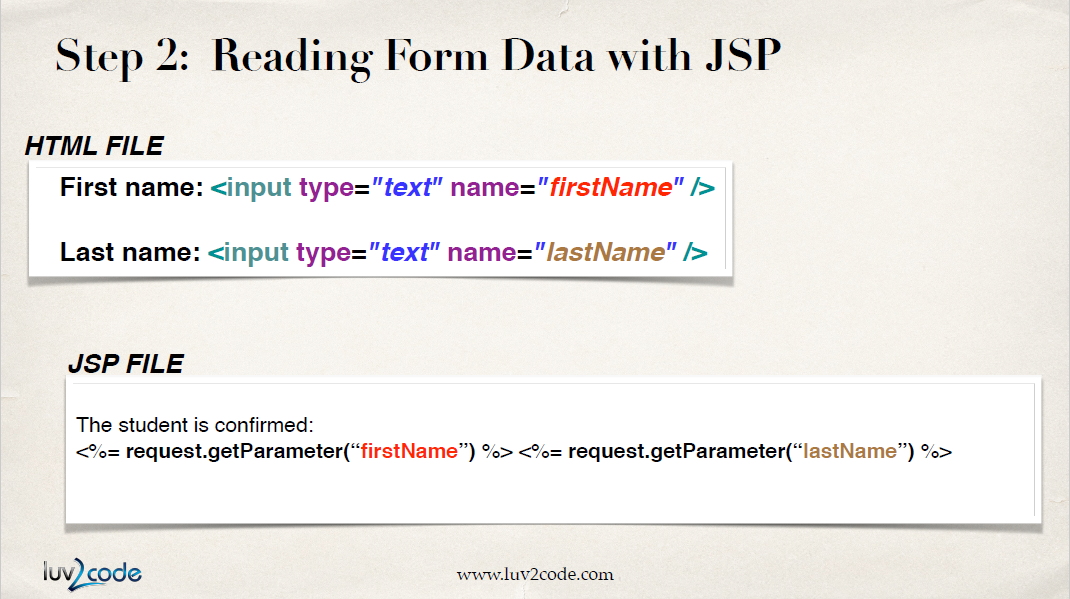 Step 2: Reading Form Data with JSP
HTML FILE
First name: <input type="text" name="firstName" />
Last name: <input type="text" name="lastName" />
JSP FILE
The student is confirmed:
<%= request.getParameter(“firstName”) %> <%= request.getParameter(“lastName”) %>
luv2code
www.luv2code.com